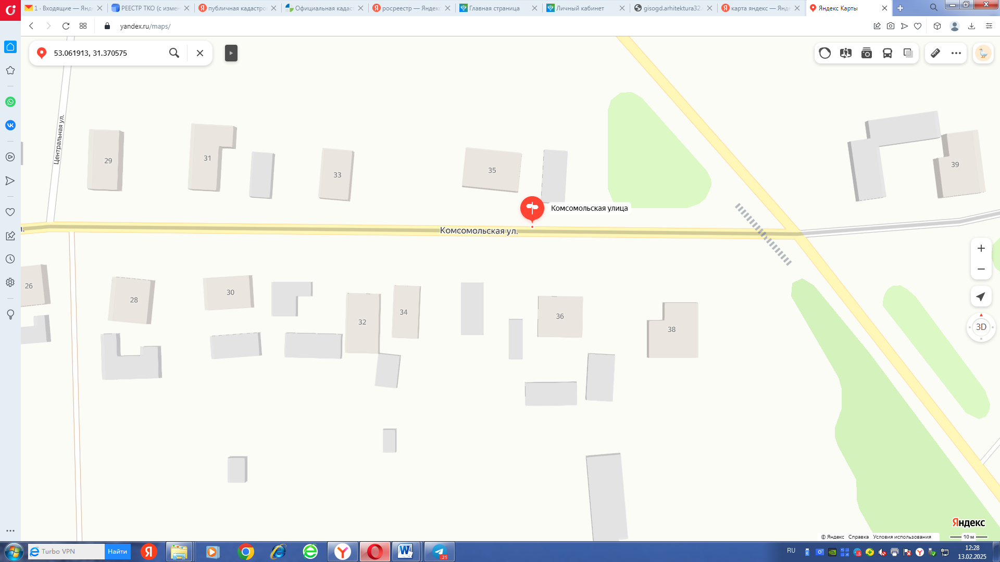 1 · Входящие — Янд
РЕЕСТР ТКО (с измен
публичная кадастро
Официальная кадас
росреестр — Яндекс
Главная страница
Личный кабинет
gisogd.arhitektura32.
карта яндекс — Янд
Яндекс Карты
yandex.ru/maps/
53.061913, 31.370575
Центральная ул.
29
31
33
35
39
Комсомольская улица
Комсомольская ул.
26
28
30
32
34
36
38
3D
Яндекс
© Яндекс Справка Условия использования
10 м
Turbo VPN
Найти
25
RU
12:28
13.02.2025